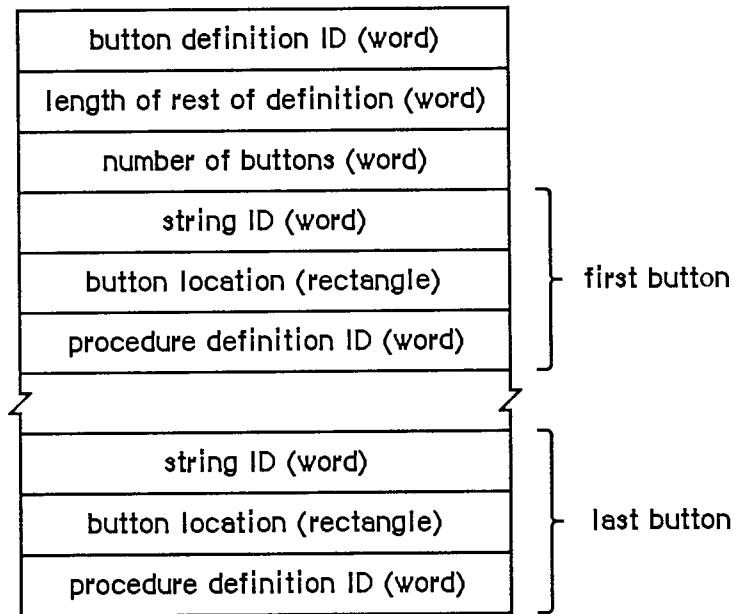 button definition ID (word)
length of rest of definition (word)
number of buttons (word)
string ID (word)
button location (rectangle)
first button
procedure definition ID (word)
string ID (word)
button location (rectangle)
last button
procedure definition ID (word)